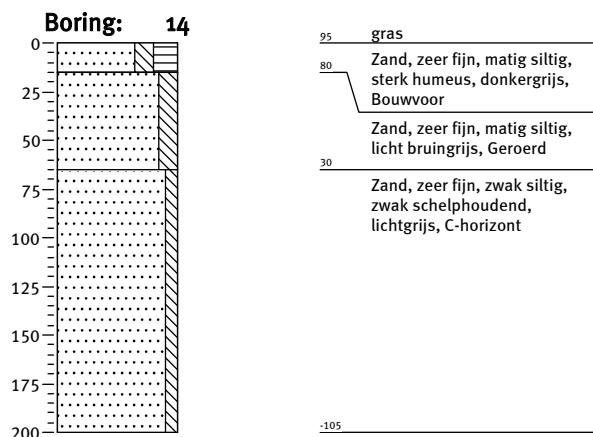 Boring: 14
0
25
50
75
100
125
150
175
200
95 gras
Zand, zeer fijn, matig siltig,
sterk humeus, donkergrijs,
Bouwvoor
80
Zand, zeer fijn, matig siltig,
licht bruingrijs, Geroerd
30
Zand, zeer fijn, zwak siltig,
zwak schelphoudend,
lichtgrijs, C-horizont
-105